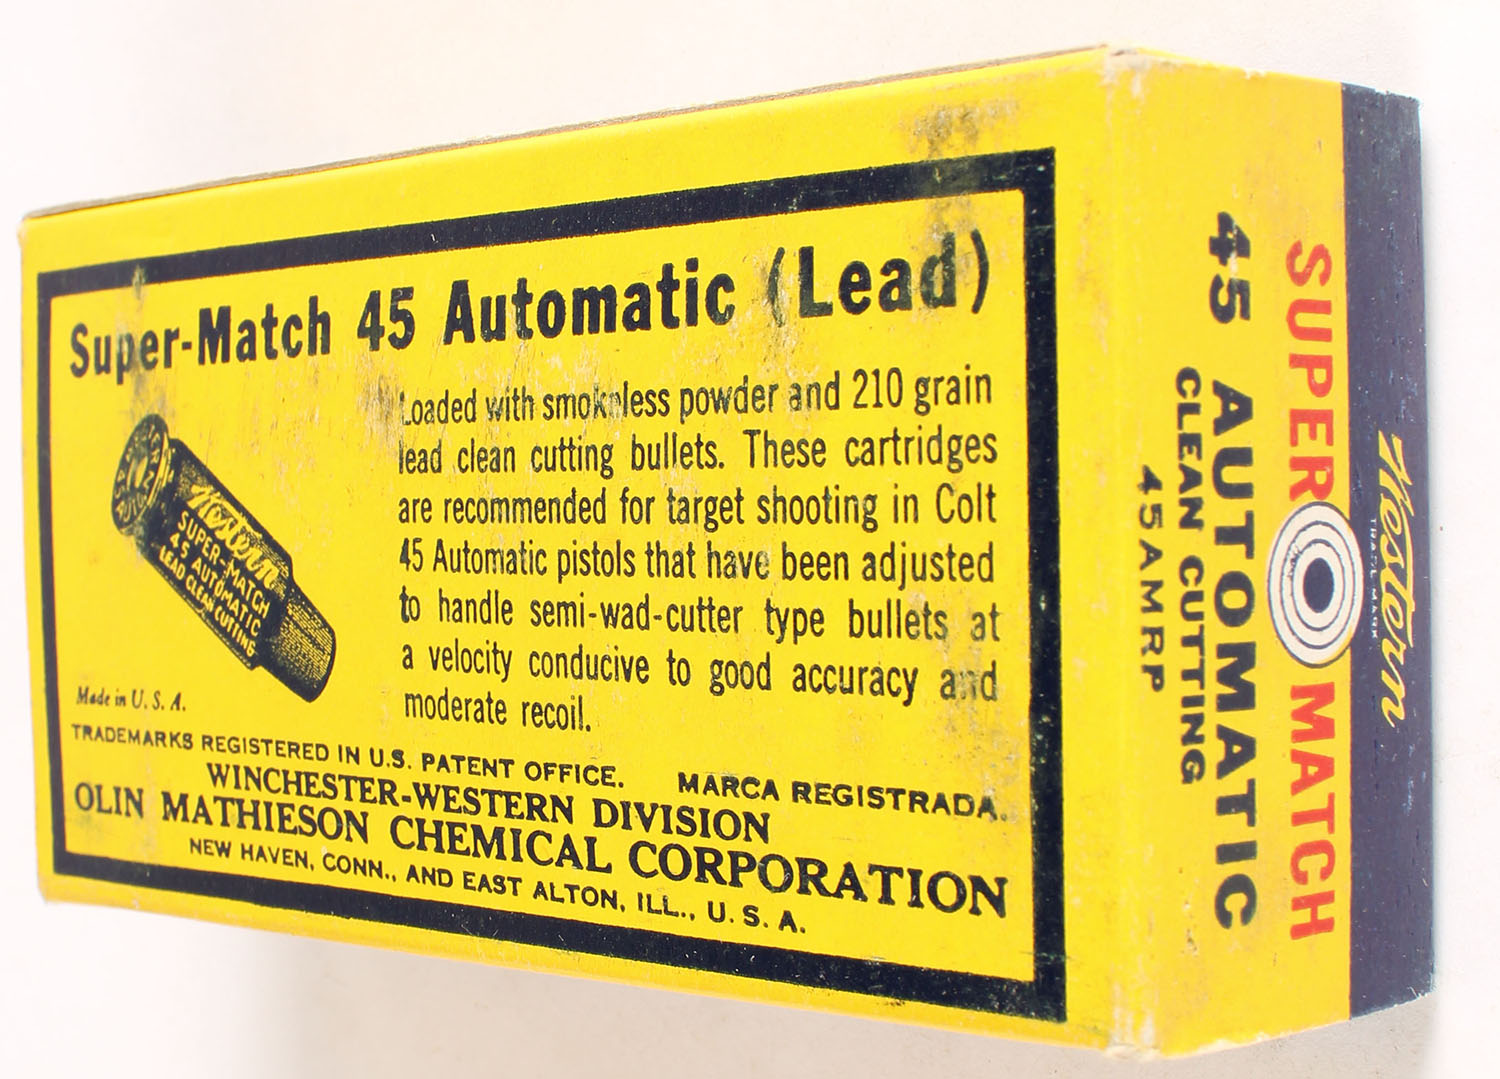 Super-Match 45 Automatic (Lead)
Loaded with smokeless powder and 210 grain
lead clean cutting bullets. These cartridges
are recommended for target shooting in Colt
45 Automatic pistols that have been adjusted
to handle semi-wad-cutter type bullets at
a velocity conducive to good accuracy and
moderate recoil.
Western
SUPER-MATCH
45 AUTOMATIC
LEAD CLEAN CUTTING
Made in U. S. A.
TRADEMARKS REGISTERED IN U.S. PATENT OFFICE. MARCA REGISTRADA.
WINCHESTER-WESTERN DIVISION
OLIN MATHIESON CHEMICAL CORPORATION
NEW HAVEN, CONN., AND EAST ALTON, ILL., U. S. A.
Western
TRADEMARK
SUPER MATCH
45 AUTOMATIC
CLEAN CUTTING
45AMRP